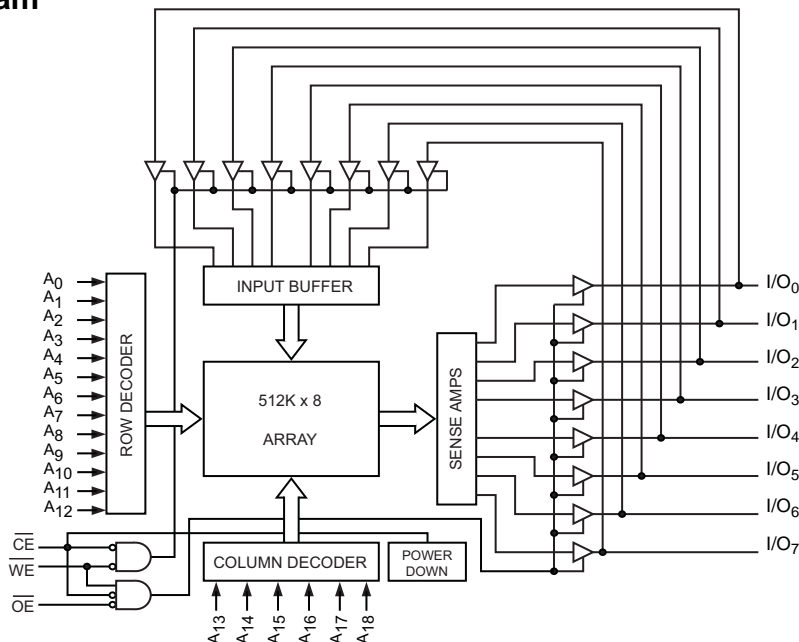 INPUT BUFFER
A0
A1
A2
A3
A4
A5
A6
A7
A8
A9
A10
A11
A12
ROW DECODER
512K x 8
ARRAY
SENSE AMPS
I/O0
I/O1
I/O2
I/O3
I/O4
I/O5
I/O6
I/O7
CE
WE
OE
COLUMN DECODER
POWER
DOWN
A13
A14
A15
A16
A17
A18